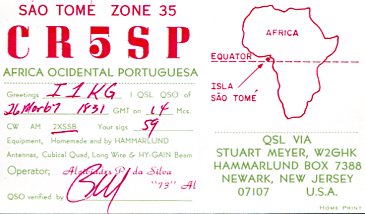 SÃO TOMÉ ZONE 35
CR5SP
AFRICA OCIDENTAL PORTUGUESA
Greetings I1KG QSL QSO of
26 Mar 67 1831 GMT on 14 Mcs.
CW AM 2XSSB Your sigs 59
Equipment, Homemade and by HAMMARLUND
Antennas, Cubical Quad, Long Wire & HY-GAIN Beam
Operator, P. da Silva
QSO verified by "73" Al
AFRICA
EQUATOR
ISLA
SÃO TOMÉ
QSL VIA
STUART MEYER, W2GHK
HAMMARLUND BOX 7388
NEWARK, NEW JERSEY
07107 U.S.A.
HOME PRINT.